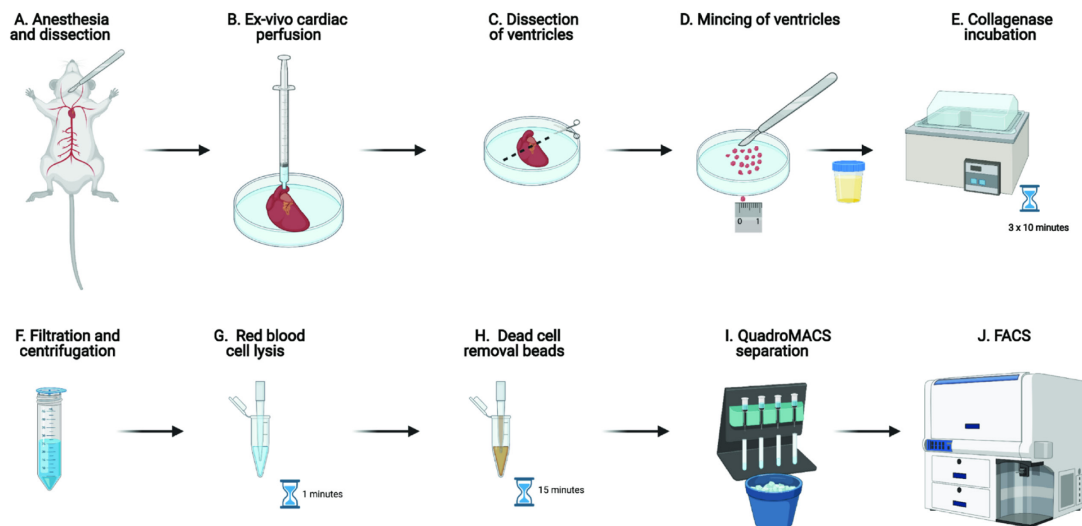 A. Anesthesia
and dissection
B. Ex-vivo cardiac
perfusion
C. Dissection
of ventricles
D. Mincing of ventricles
E. Collagenase
incubation
0 1
3 x 10 minutes
F. Filtration and
centrifugation
G. Red blood
cell lysis
H. Dead cell
removal beads
I. QuadroMACS
separation
J. FACS
1 minutes
15 minutes